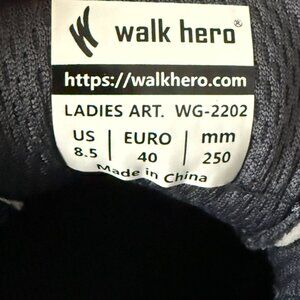 walk hero®
https://walkhero.com
LADIES ART. WG-2202
US EURO mm
8.5 40 250
Made in China